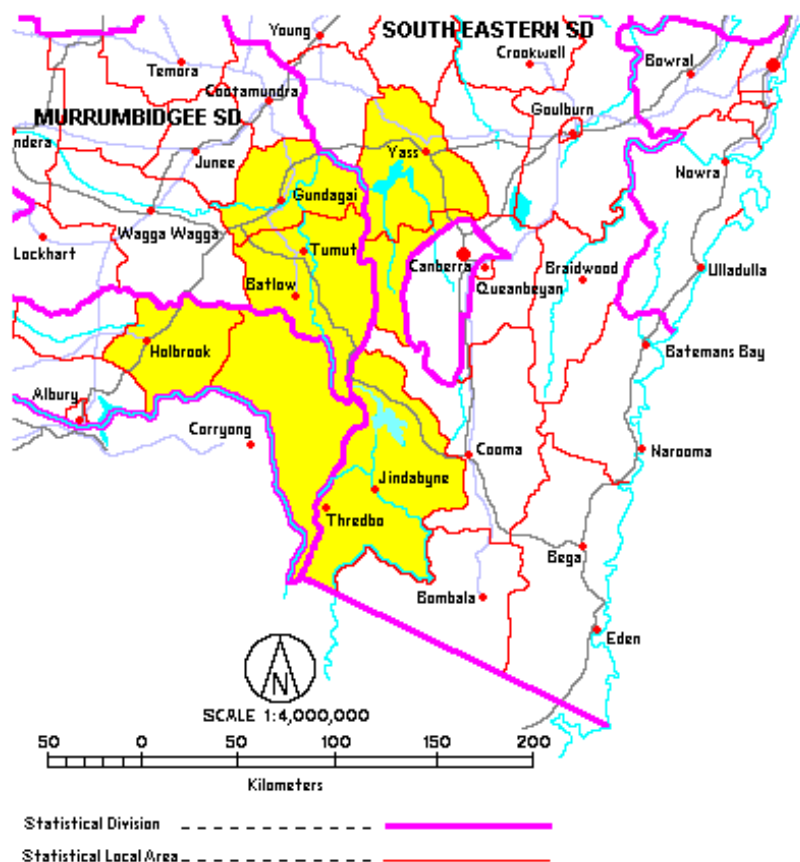 Young
SOUTH EASTERN SD
Crookwell
Temora
Bowral
Cootamundra
Goulburn
MURRUMBIDGEE SD
ndera
Junee
Yass
Nowra
Gundagai
Wagga Wagga
Lockhart
Tumut
Canberra
Braidwood
Ulladulla
Batlow
Queanbeyan
Holbrook
Batemans Bay
Albury
Corryong
Cooma
Narooma
Jindabyne
Thredbo
Bega
Bombala
Eden
N
SCALE 1:4,000,000
50 0 50 100 150 200
Kilometers
Statistical Division
Statistical Local Area